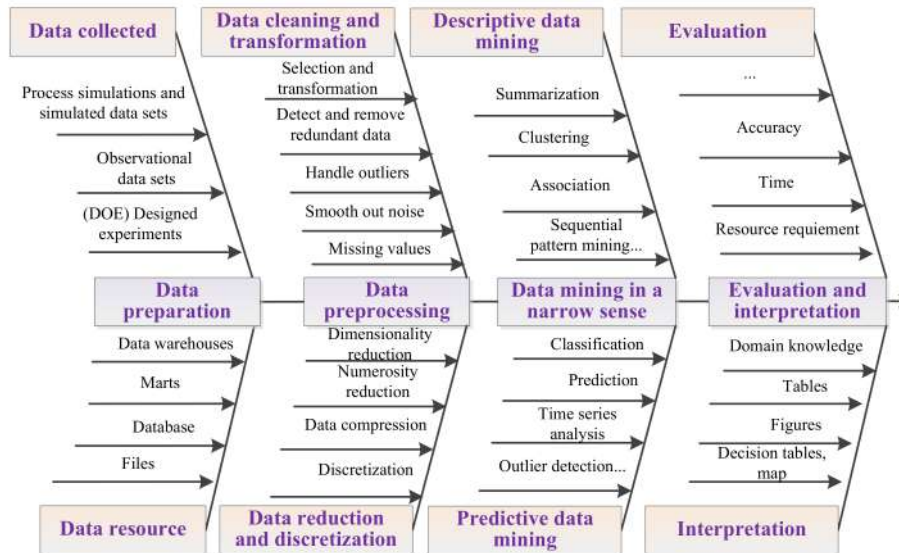 Data collected
Data cleaning and
transformation
Descriptive data
mining
Evaluation
Process simulations and
simulated data sets
Observational
data sets
(DOE) Designed
experiments
Selection and
transformation
Detect and remove
redundant data
Handle outliers
Smooth out noise
Missing values
Summarization
Clustering
Association
Sequential
pattern mining...
...
Accuracy
Time
Resource requiement
Data
preparation
Data
preprocessing
Data mining in a
narrow sense
Evaluation and
interpretation
Data warehouses
Marts
Database
Files
Dimensionality
reduction
Numerosity
reduction
Data compression
Discretization
Classification
Prediction
Time series
analysis
Outlier detection...
Domain knowledge
Tables
Figures
Decision tables,
map
Data resource
Data reduction
and discretization
Predictive data
mining
Interpretation